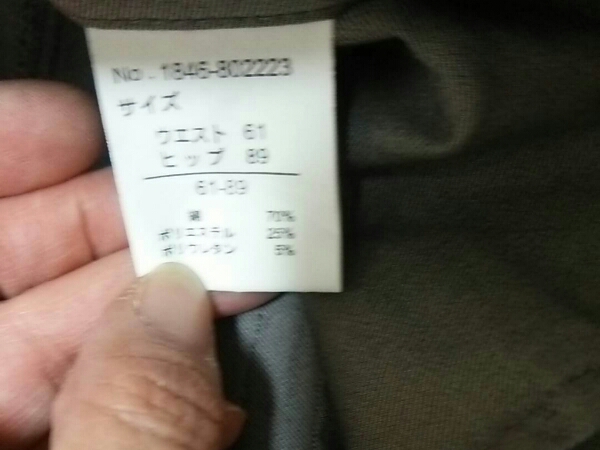 No. 1846-802223
サイズ
ウエスト 61
ヒップ 89
61-89
綿 70%
ポリエステル 25%
ポリウレタン 5%